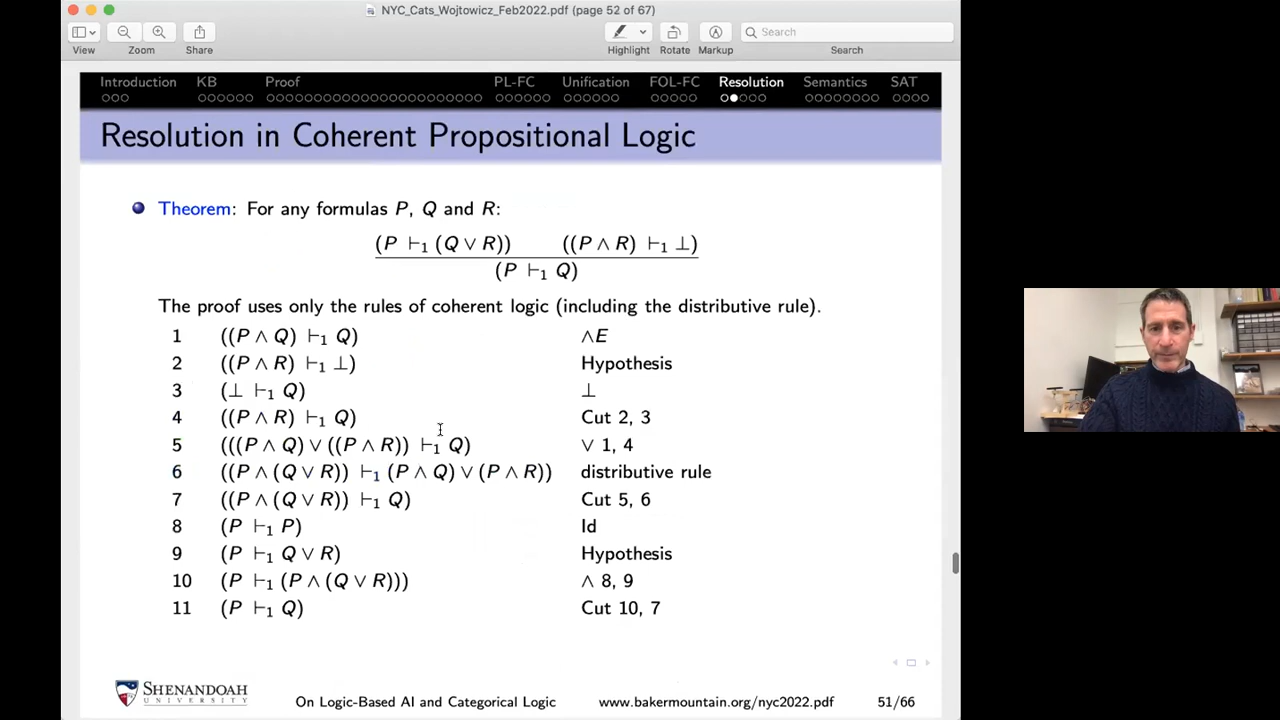 NYC_Cats_Wojtowicz_Feb2022.pdf (page 52 of 67)
Search
View Zoom Share Highlight Rotate Markup Search
Introduction KB Proof PL-FC Unification FOL-FC Resolution Semantics SAT
Resolution in Coherent Propositional Logic
Theorem: For any formulas P, Q and R:
(P ⊢₁ (Q ∨ R)) ((P ∧ R) ⊢₁ ⊥)
(P ⊢₁ Q)
The proof uses only the rules of coherent logic (including the distributive rule).
1 ((P ∧ Q) ⊢₁ Q) ∧E
2 ((P ∧ R) ⊢₁ ⊥) Hypothesis
3 (⊥ ⊢₁ Q) ⊥
4 ((P ∧ R) ⊢₁ Q) Cut 2, 3
5 (((P ∧ Q) ∨ ((P ∧ R)) ⊢₁ Q) ∨ 1, 4
6 ((P ∧ (Q ∨ R)) ⊢₁ (P ∧ Q) ∨ (P ∧ R)) distributive rule
7 ((P ∧ (Q ∨ R)) ⊢₁ Q) Cut 5, 6
8 (P ⊢₁ P) Id
9 (P ⊢₁ Q ∨ R) Hypothesis
10 (P ⊢₁ (P ∧ (Q ∨ R))) ∧ 8, 9
11 (P ⊢₁ Q) Cut 10, 7
SHENANDOAH
UNIVERSITY
On Logic-Based AI and Categorical Logic www.bakermountain.org/nyc2022.pdf 51/66